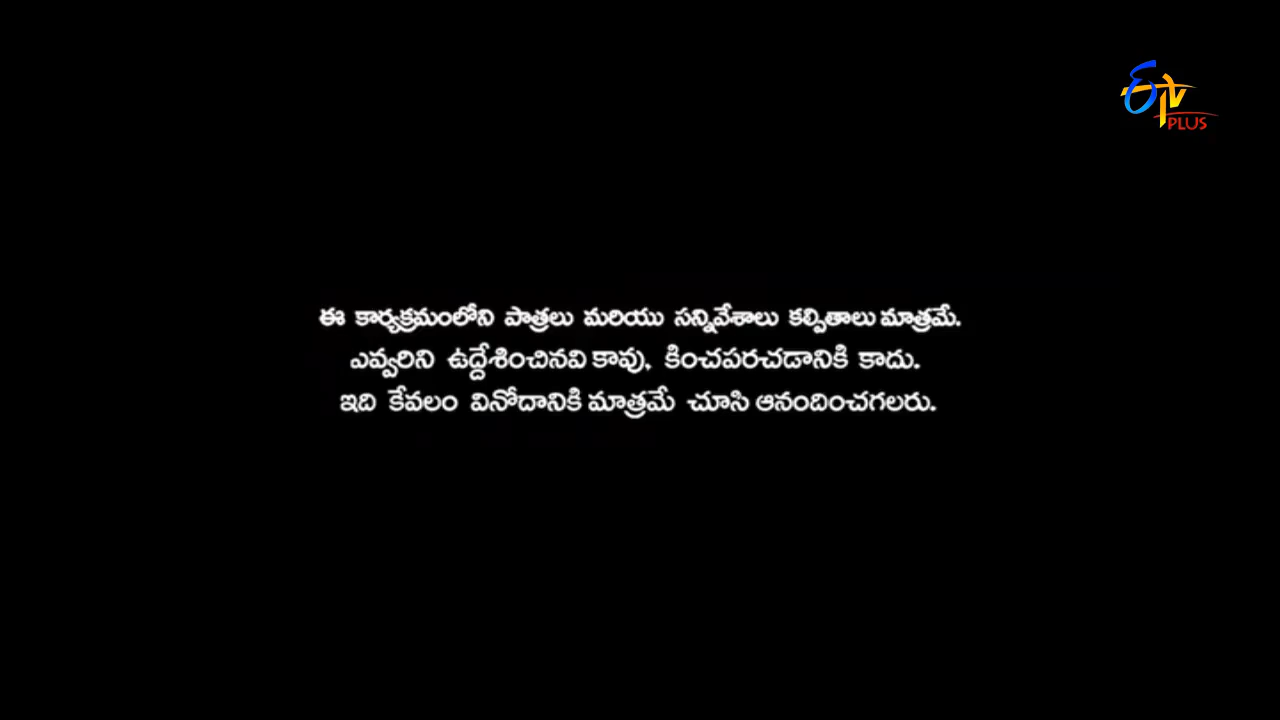 ETV
PLUS
ఈ కార్యక్రమంలోని పాత్రలు మరియు సన్నివేశాలు కల్పితాలు మాత్రమే.
ఎవ్వరిని ఉద్దేశించినవి కావు. కించపరచడానికి కాదు.
ఇది కేవలం వినోదానికి మాత్రమే చూసి ఆనందించగలరు.